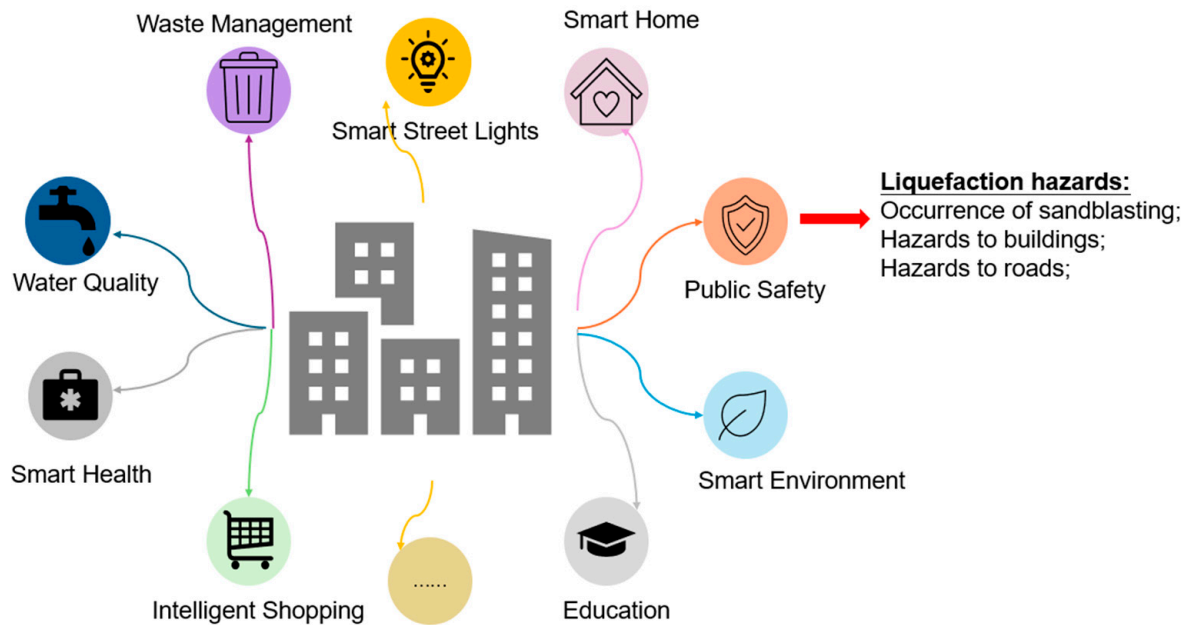 Waste Management
Smart Home
Smart Street Lights
Liquefaction hazards:
Occurrence of sandblasting;
Hazards to buildings;
Hazards to roads;
Water Quality
Public Safety
Smart Health
Smart Environment
......
Intelligent Shopping
Education